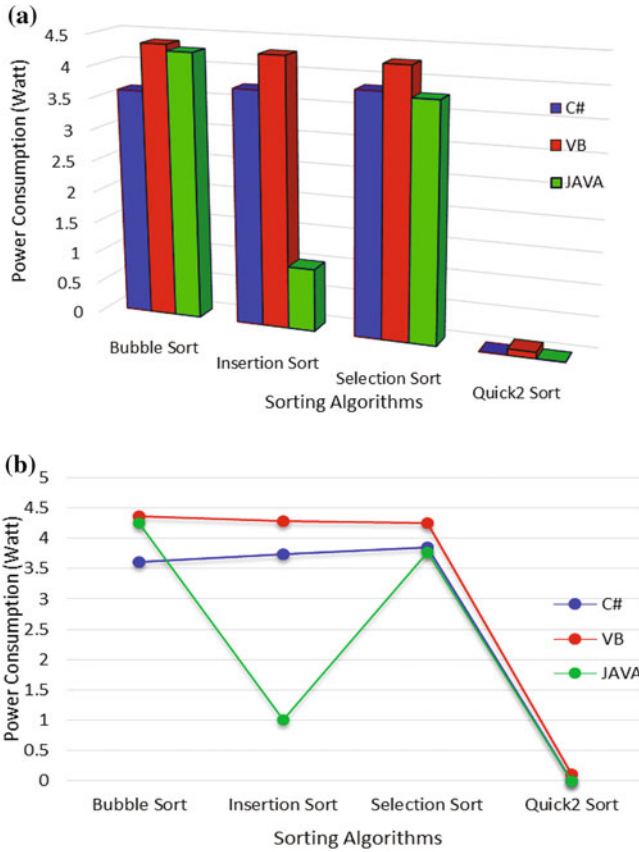 (a)
Power Consumption (Watt)
4.5
4
3.5
3
2.5
2
1.5
1
0.5
0
C#
VB
JAVA
Bubble Sort
Insertion Sort
Selection Sort
Quick2 Sort
Sorting Algorithms
(b)
Power Consumption (Watt)
5
4.5
4
3.5
3
2.5
2
1.5
1
0.5
0
C#
VB
JAVA
Bubble Sort
Insertion Sort
Selection Sort
Quick2 Sort
Sorting Algorithms